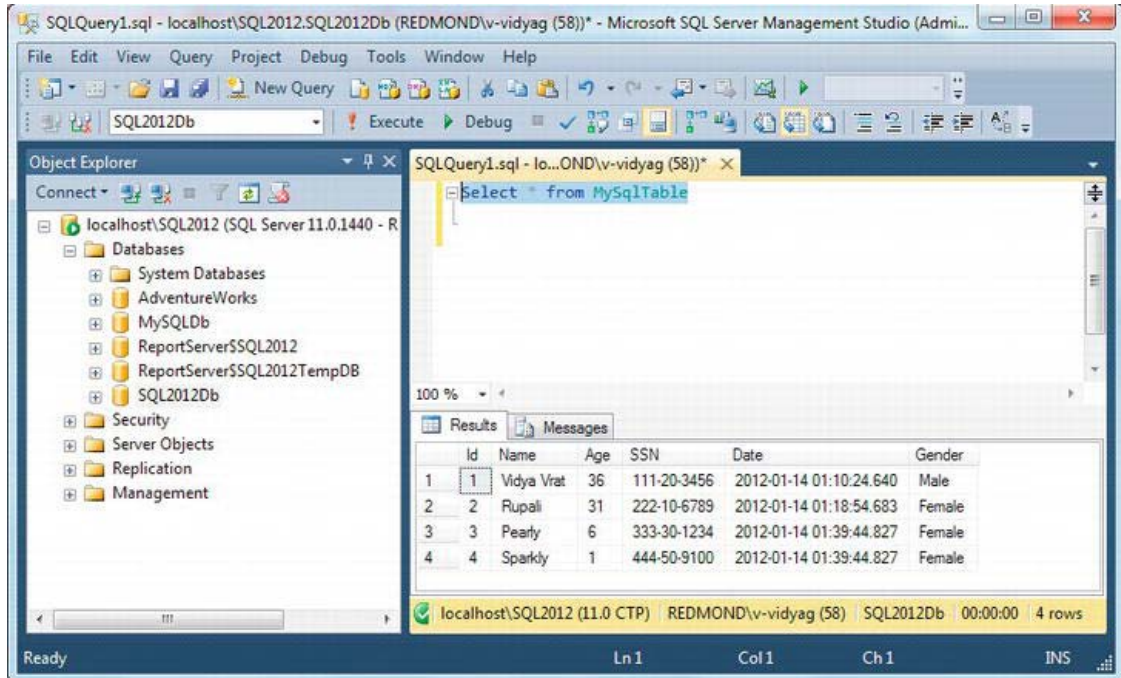 SQLQuery1.sql - localhost\SQL2012.SQL2012Db (REDMOND\v-vidyag (58))* - Microsoft SQL Server Management Studio (Admi...
File Edit View Query Project Debug Tools Window Help
New Query
SQL2012Db Execute Debug
Object Explorer
Connect
localhost\SQL2012 (SQL Server 11.0.1440 - R
Databases
System Databases
AdventureWorks
MySQLDb
ReportServer$SQL2012
ReportServer$SQL2012TempDB
SQL2012Db
Security
Server Objects
Replication
Management
SQLQuery1.sql - lo...OND\v-vidyag (58))*
Select * from MySqlTable
100 %
Results Messages
Id Name Age SSN Date Gender
1 1 Vidya Vrat 36 111-20-3456 2012-01-14 01:10:24.640 Male
2 2 Rupali 31 222-10-6789 2012-01-14 01:18:54.683 Female
3 3 Pearly 6 333-30-1234 2012-01-14 01:39:44.827 Female
4 4 Sparkly 1 444-50-9100 2012-01-14 01:39:44.827 Female
localhost\SQL2012 (11.0 CTP) REDMOND\v-vidyag (58) SQL2012Db 00:00:00 4 rows
Ready Ln 1 Col 1 Ch 1 INS